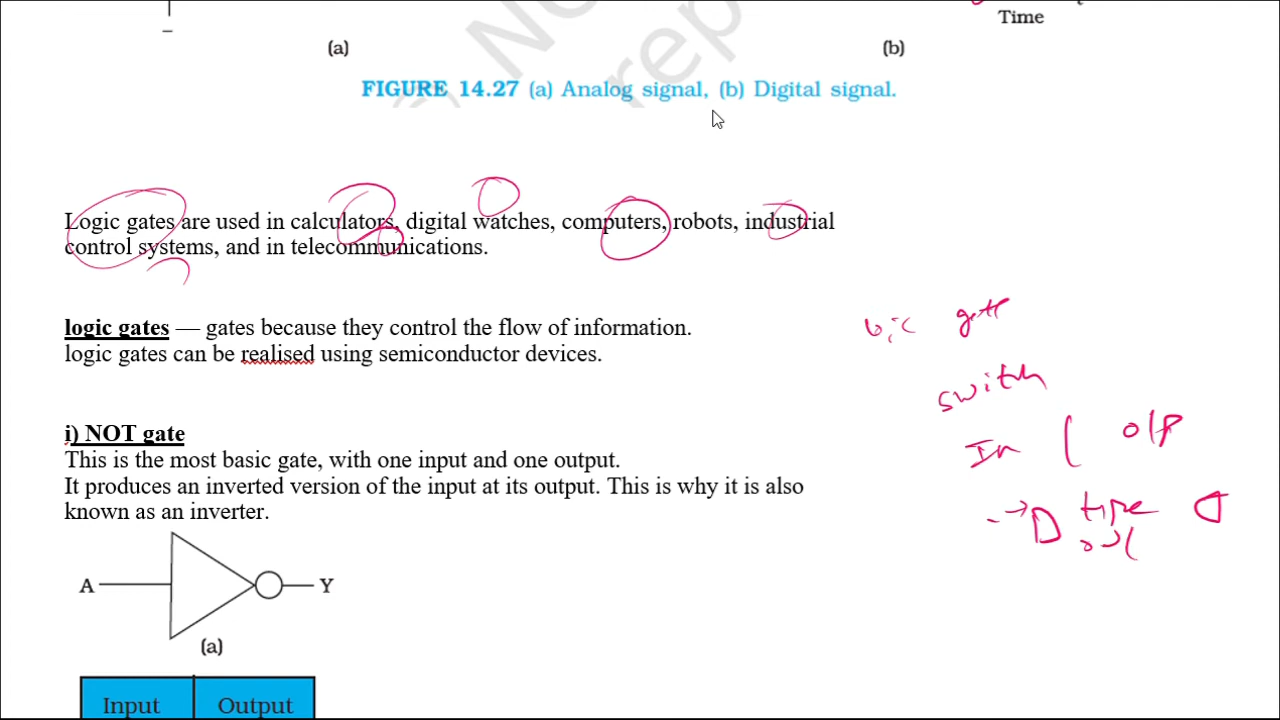 Time
(a)
(b)
FIGURE 14.27 (a) Analog signal, (b) Digital signal.
Logic gates are used in calculators, digital watches, computers, robots, industrial
control systems, and in telecommunications.
logic gates — gates because they control the flow of information.
logic gates can be realised using semiconductor devices.
switch
In ( O/P
D type
i) NOT gate
This is the most basic gate, with one input and one output.
It produces an inverted version of the input at its output. This is why it is also
known as an inverter.
A
Y
(a)
Input Output